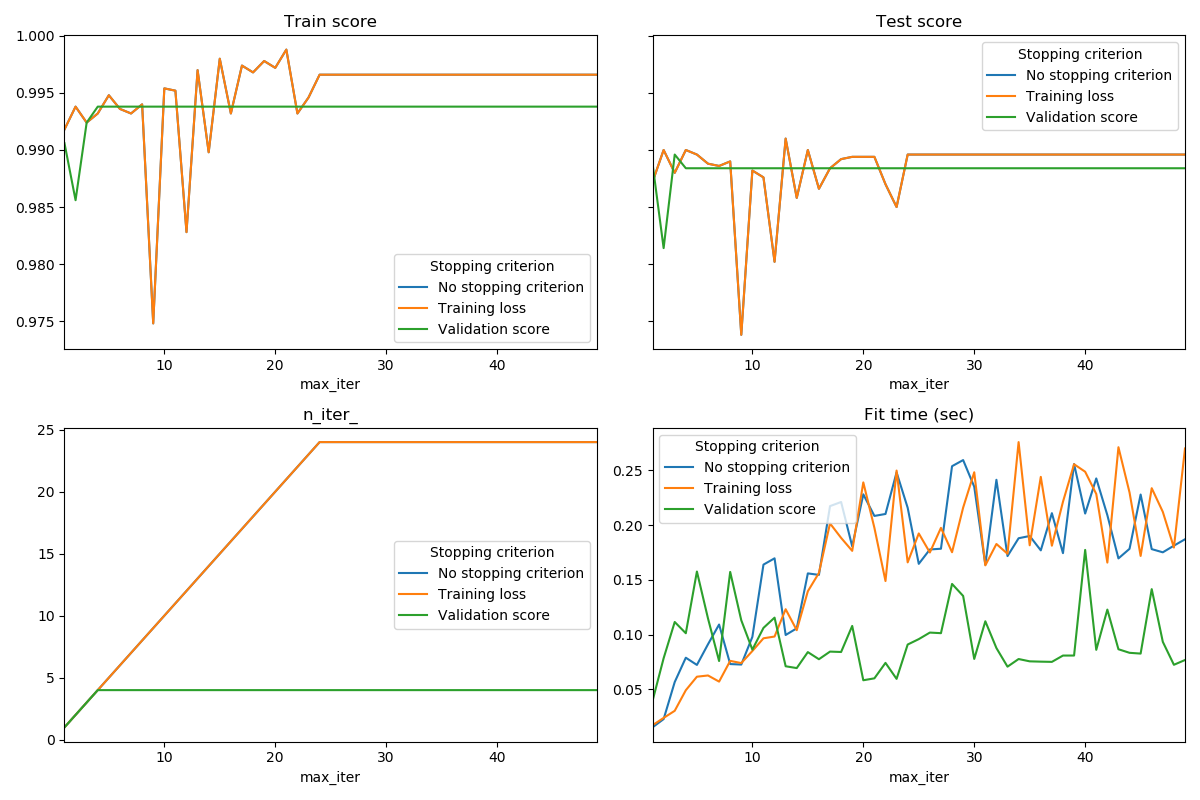 Train score
1.000
0.995
0.990
0.985
0.980
0.975
Stopping criterion
No stopping criterion
Training loss
Validation score
10 20 30 40
max_iter
Test score
Stopping criterion
No stopping criterion
Training loss
Validation score
10 20 30 40
max_iter
n_iter_
25
20
15
10
5
0
Stopping criterion
No stopping criterion
Training loss
Validation score
10 20 30 40
max_iter
Fit time (sec)
Stopping criterion
No stopping criterion
Training loss
Validation score
0.25
0.20
0.15
0.10
0.05
10 20 30 40
max_iter